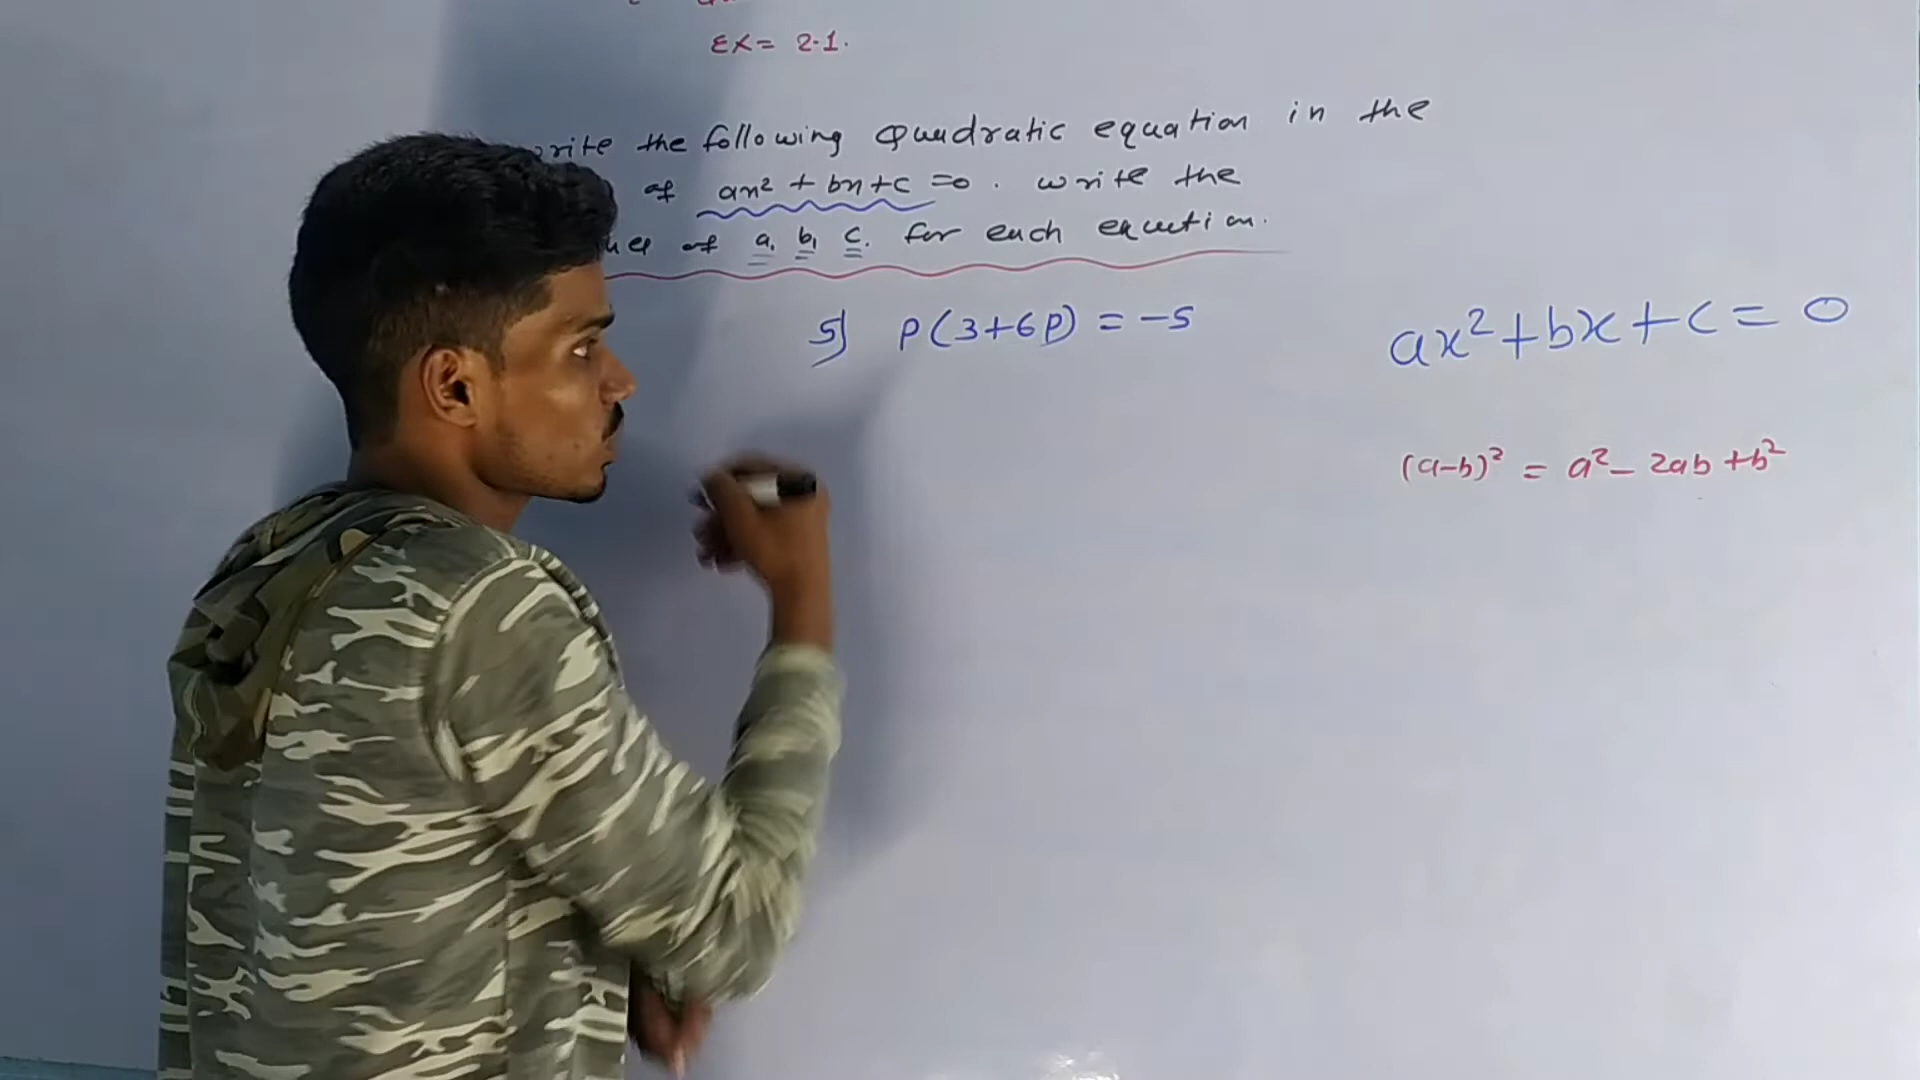 EX= 2.1.
write the following Quadratic equation in the
of ax² + bx+c =0. write the
of a, b, c. for each equation.
5) P(3+6P) = -5
ax²+bx+c= 0
(a-b)² = a²- 2ab +b²